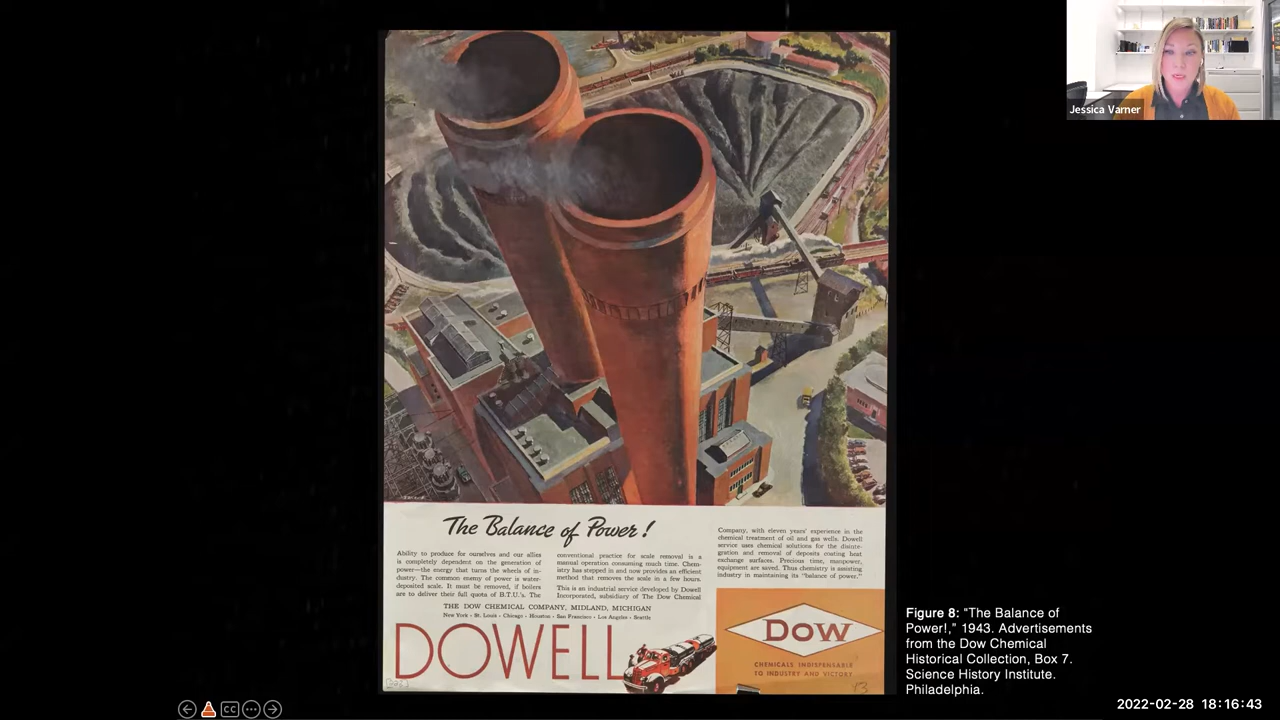 Jessica Varner
The Balance of Power!
Ability to produce for ourselves and our allies
is completely dependent on the generation of
power—the energy that turns the wheels of in-
dustry. The common enemy of power is water-
deposited scale. It must be removed, if boilers
are to deliver their full quota of B.T.U.'s. The
conventional practice for scale removal is a
manual operation consuming much time. Chem-
istry has stepped in and now provides an efficient
method that removes the scale in a few hours.
This is an industrial service developed by Dowell
Incorporated, subsidiary of The Dow Chemical
Company, with eleven years' experience in the
chemical treatment of oil and gas wells. Dowell
service uses chemical solutions for the disinte-
gration and removal of deposits coating heat
exchange surfaces. Precious time, manpower,
equipment are saved. Thus chemistry is assisting
industry in maintaining its "balance of power."
THE DOW CHEMICAL COMPANY, MIDLAND, MICHIGAN
New York • St. Louis • Chicago • Houston • San Francisco • Los Angeles • Seattle
DOWELL
DOW
CHEMICALS INDISPENSABLE
TO INDUSTRY AND VICTORY
Figure 8: "The Balance of
Power!," 1943. Advertisements
from the Dow Chemical
Historical Collection, Box 7.
Science History Institute.
Philadelphia.
CC
2022-02-28 18:16:43